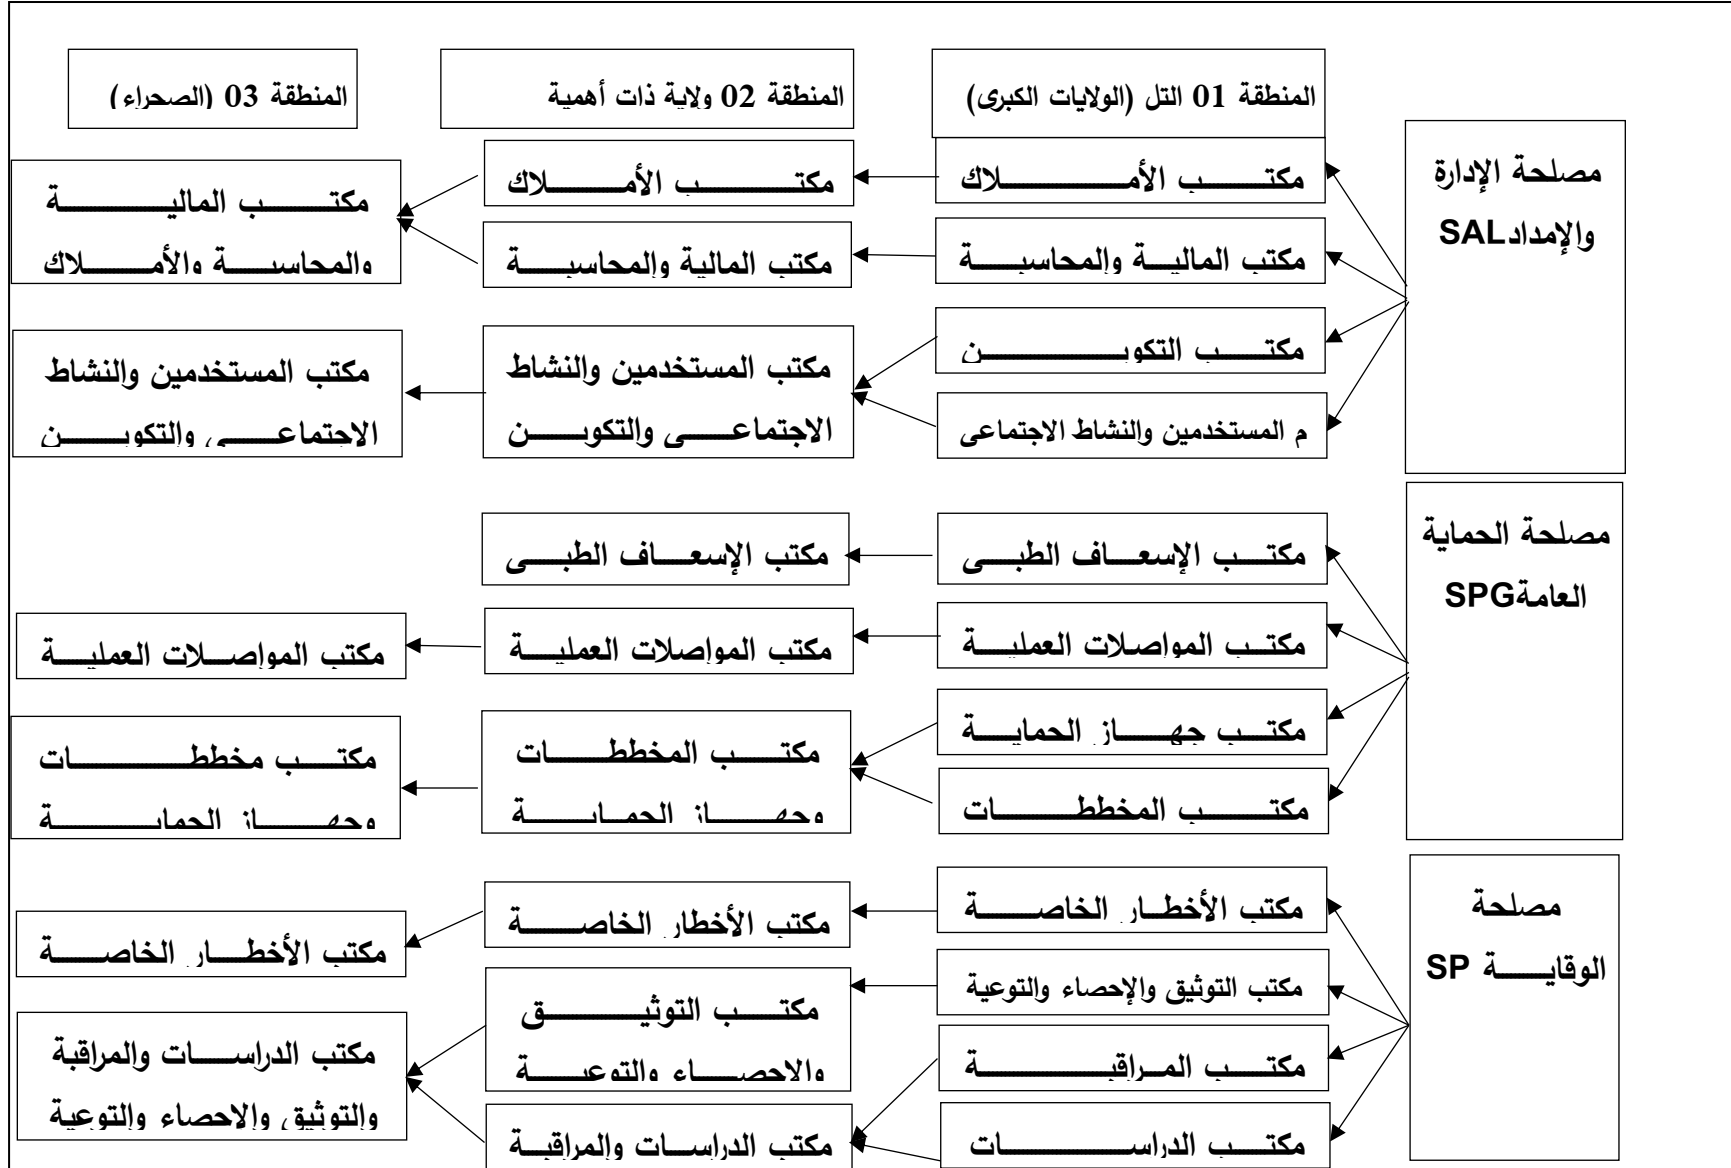 المنطقة 01 التل (الولايات الكبرى)
المنطقة 02 ولاية ذات أهمية
المنطقة 03 (الصحراء)
مصلحة الإدارة
والإمدادSAL
مكتب الأملاك
مكتب الأملاك
مكتب المالية
والمحاسبة والأملاك
مكتب المالية والمحاسبة
مكتب المالية والمحاسبة
مكتب التكوين
م المستخدمين والنشاط الاجتماعي
مكتب المستخدمين والنشاط
الاجتماعي والتكوين
مكتب المستخدمين والنشاط
الاجتماعي والتكوين
مصلحة الحماية
العامةSPG
مكتب الإسعاف الطبي
مكتب الإسعاف الطبي
مكتب المواصلات العملية
مكتب المواصلات العملية
مكتب المواصلات العملية
مكتب جهاز الحماية
مكتب المخططات
مكتب المخططات
وجهاز الحماية
مكتب مخططات
وجهاز الحماية
مصلحة
الوقاية SP
مكتب الأخطار الخاصة
مكتب الأخطار الخاصة
مكتب الأخطار الخاصة
مكتب التوثيق والإحصاء والتوعية
مكتب التوثيق
والاحصاء والتوعية
مكتب المراقبة
مكتب الدراسات
مكتب الدراسات والمراقبة
مكتب الدراسات والمراقبة
والتوثيق والاحصاء والتوعية